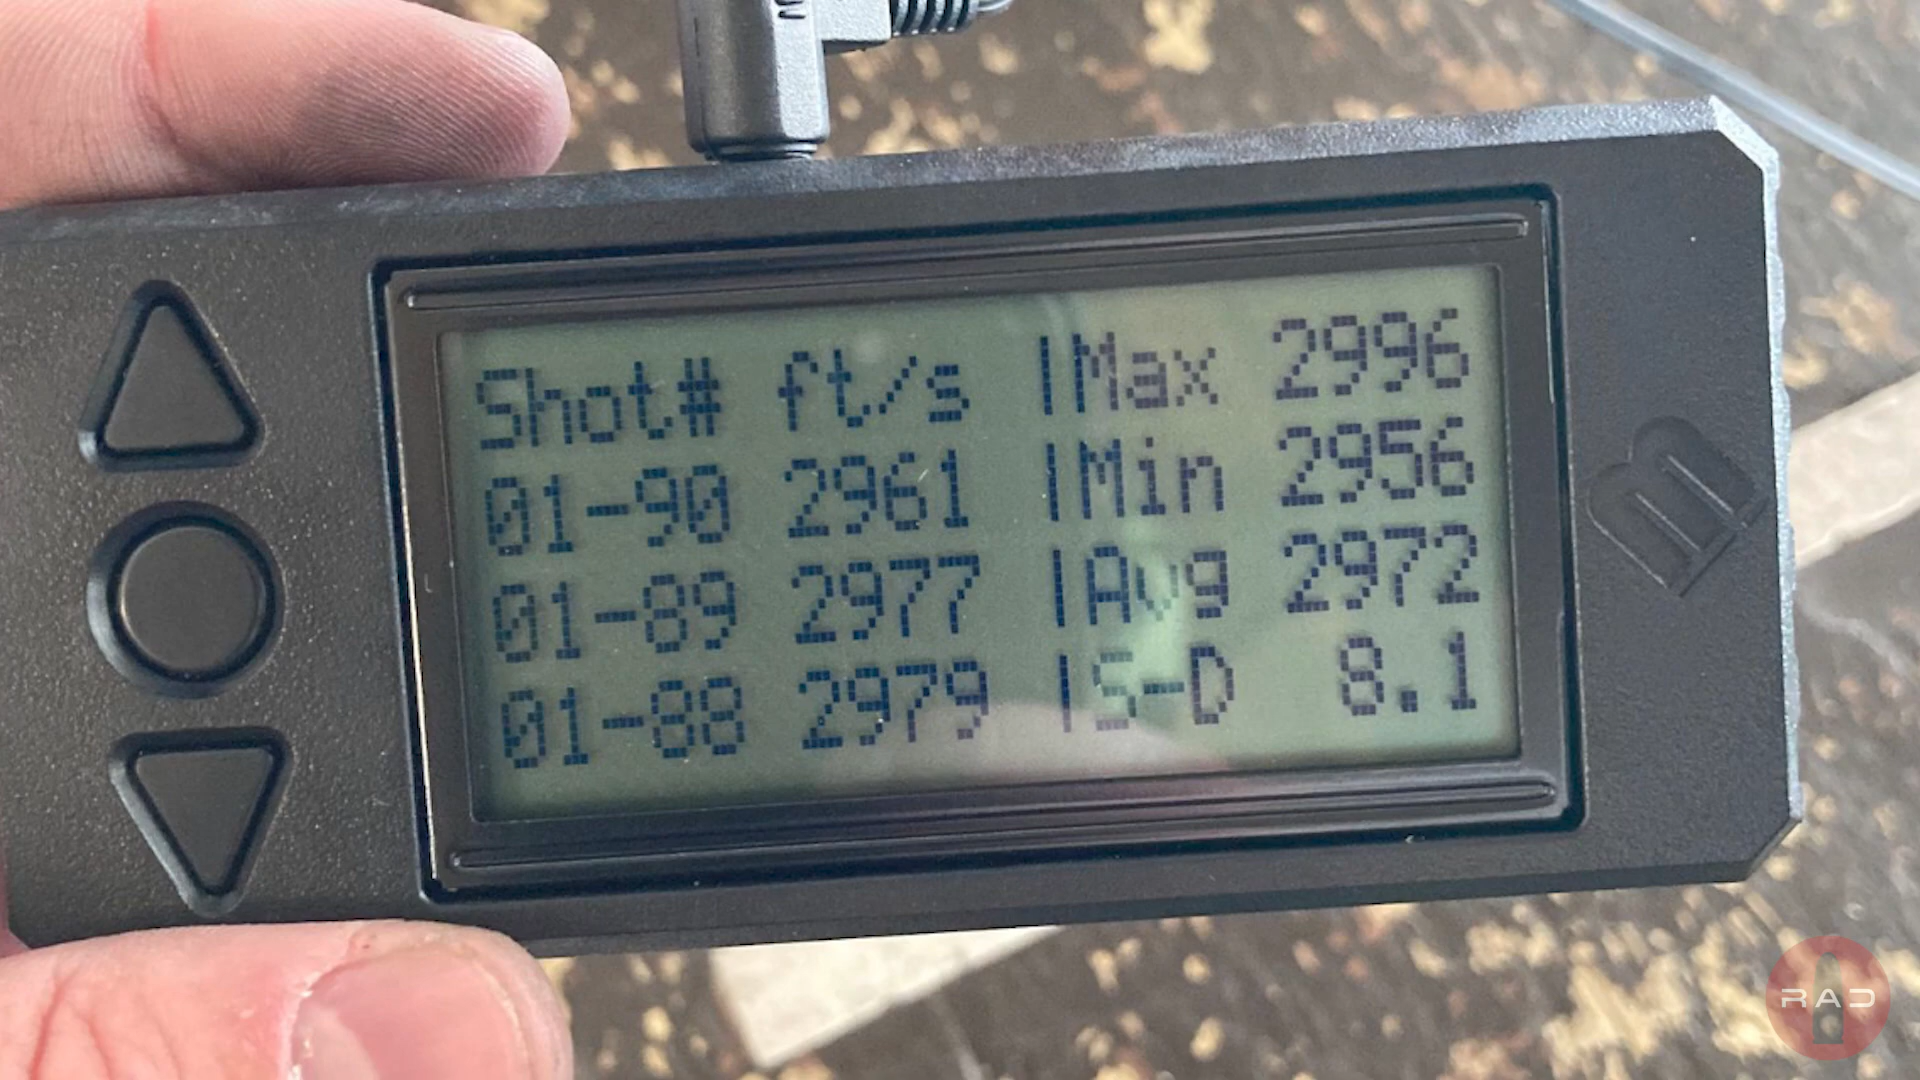 Shot# ft/s |Max 2996
01-90 2961 |Min 2956
01-89 2977 |Avg 2972
01-88 2979 |S-D 8.1
RAD